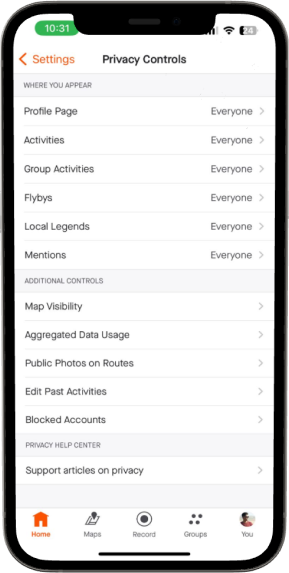 10:31
24
Settings
Privacy Controls
WHERE YOU APPEAR
Profile Page Everyone
Activities Everyone
Group Activities Everyone
Flybys Everyone
Local Legends Everyone
Mentions Everyone
ADDITIONAL CONTROLS
Map Visibility
Aggregated Data Usage
Public Photos on Routes
Edit Past Activities
Blocked Accounts
PRIVACY HELP CENTER
Support articles on privacy
Home Maps Record Groups You